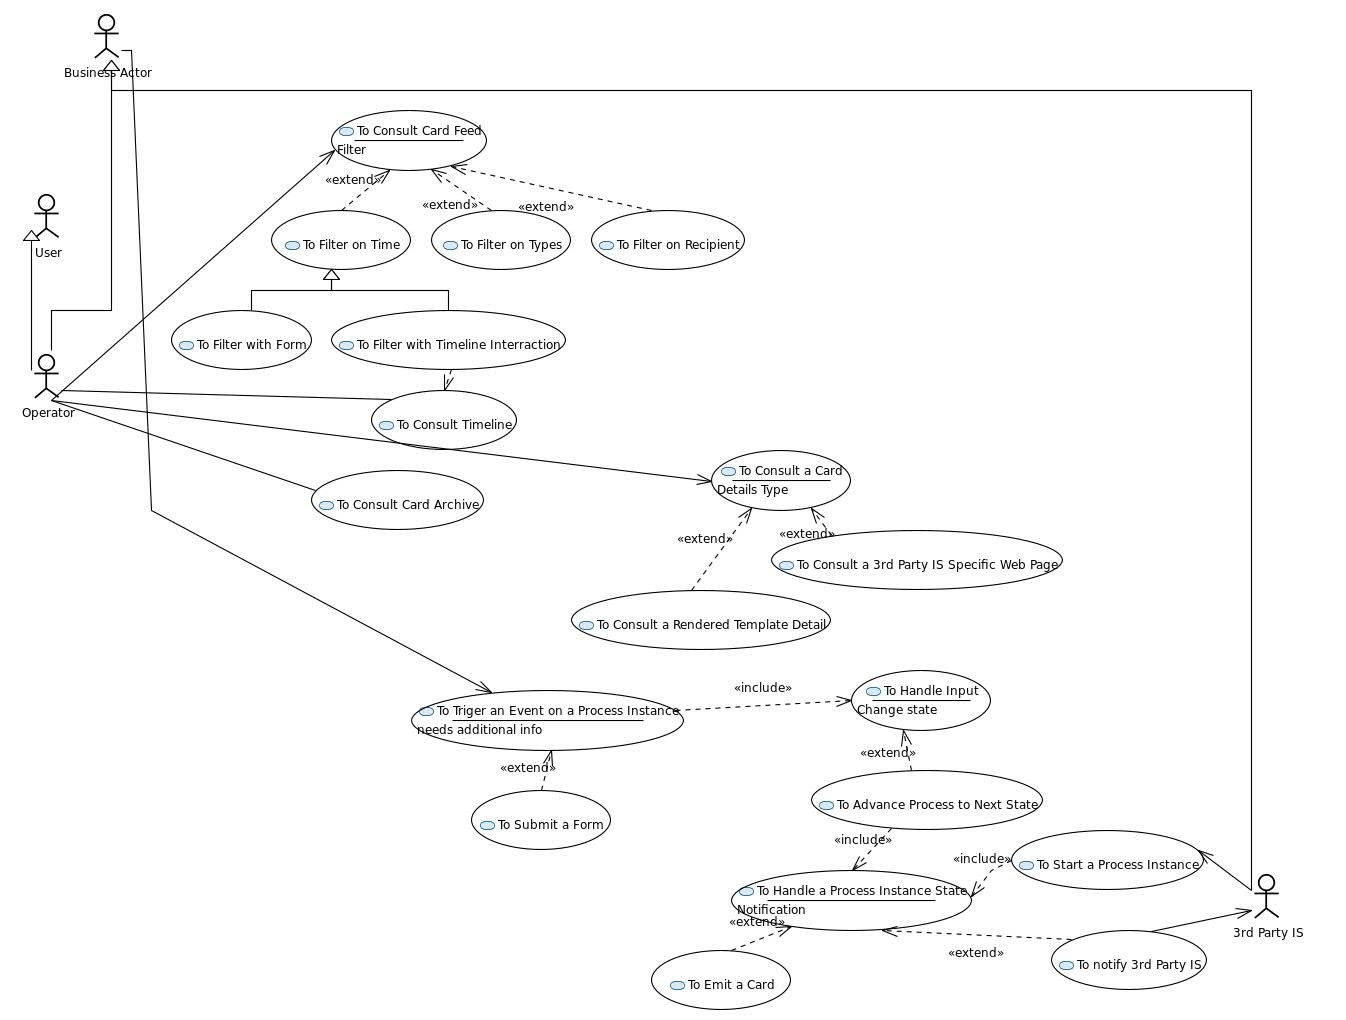 Business Actor
To Consult Card Feed
Filter
«extend»
«extend»
«extend»
User
To Filter on Time
To Filter on Types
To Filter on Recipient
To Filter with Form
To Filter with Timeline Interraction
Operator
To Consult Timeline
To Consult a Card
Details Type
To Consult Card Archive
«extend»
«extend»
To Consult a 3rd Party IS Specific Web Page
To Consult a Rendered Template Detail
«include»
To Handle Input
Change state
To Triger an Event on a Process Instance
needs additional info
«extend»
«extend»
To Advance Process to Next State
To Submit a Form
«include»
«include»
To Start a Process Instance
To Handle a Process Instance State
Notification
«extend»
3rd Party IS
«extend»
To notify 3rd Party IS
To Emit a Card